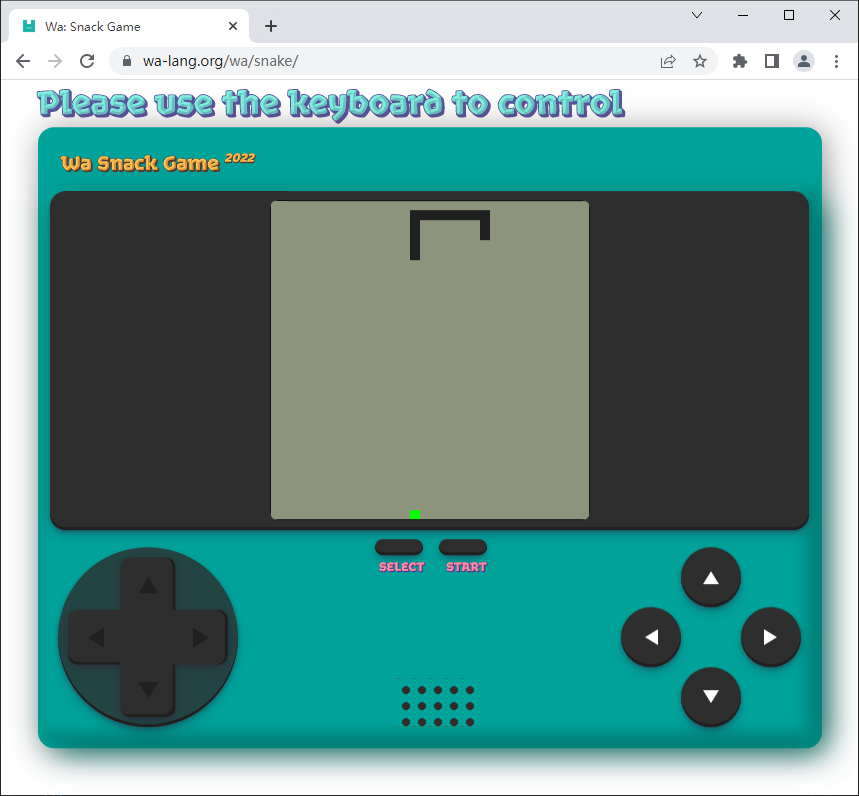 Wa: Snack Game
wa-lang.org/wa/snake/
Please use the keyboard to control
Wa Snack Game 2022
SELECT START